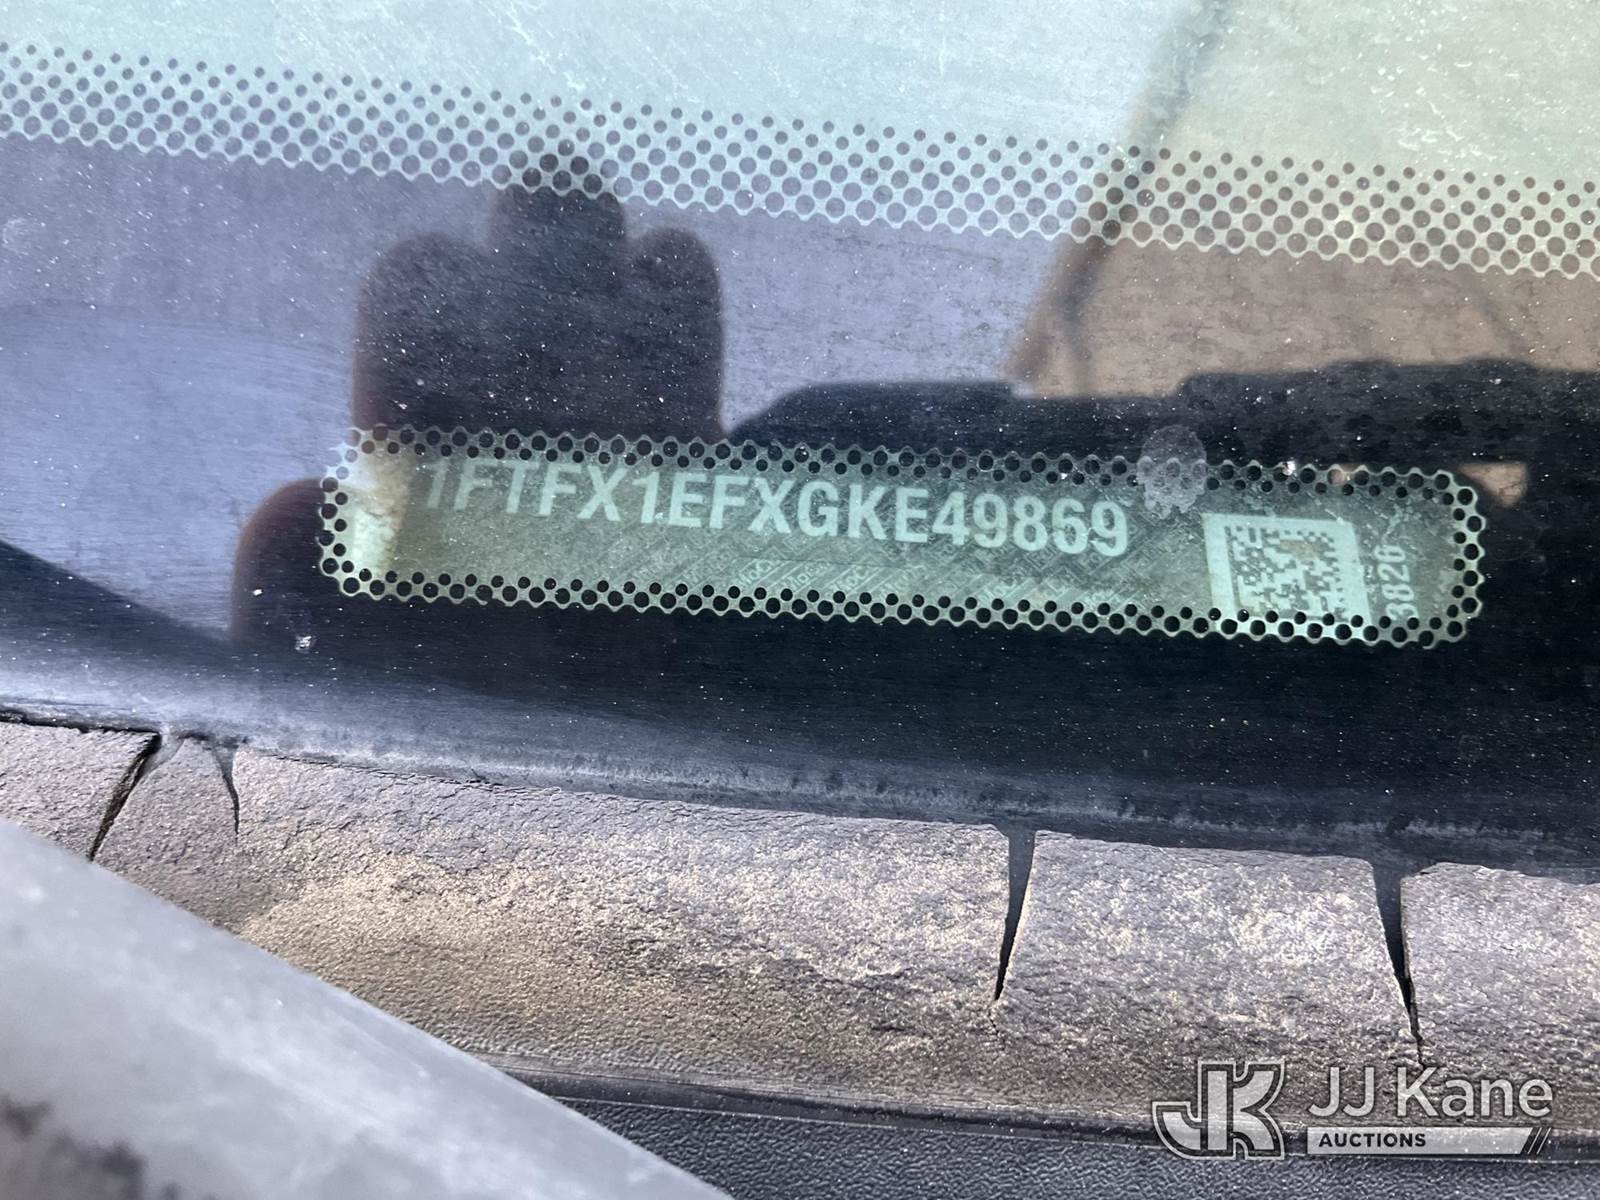 1FTFX1EFXGKE49869
3826
JJ Kane
AUCTIONS